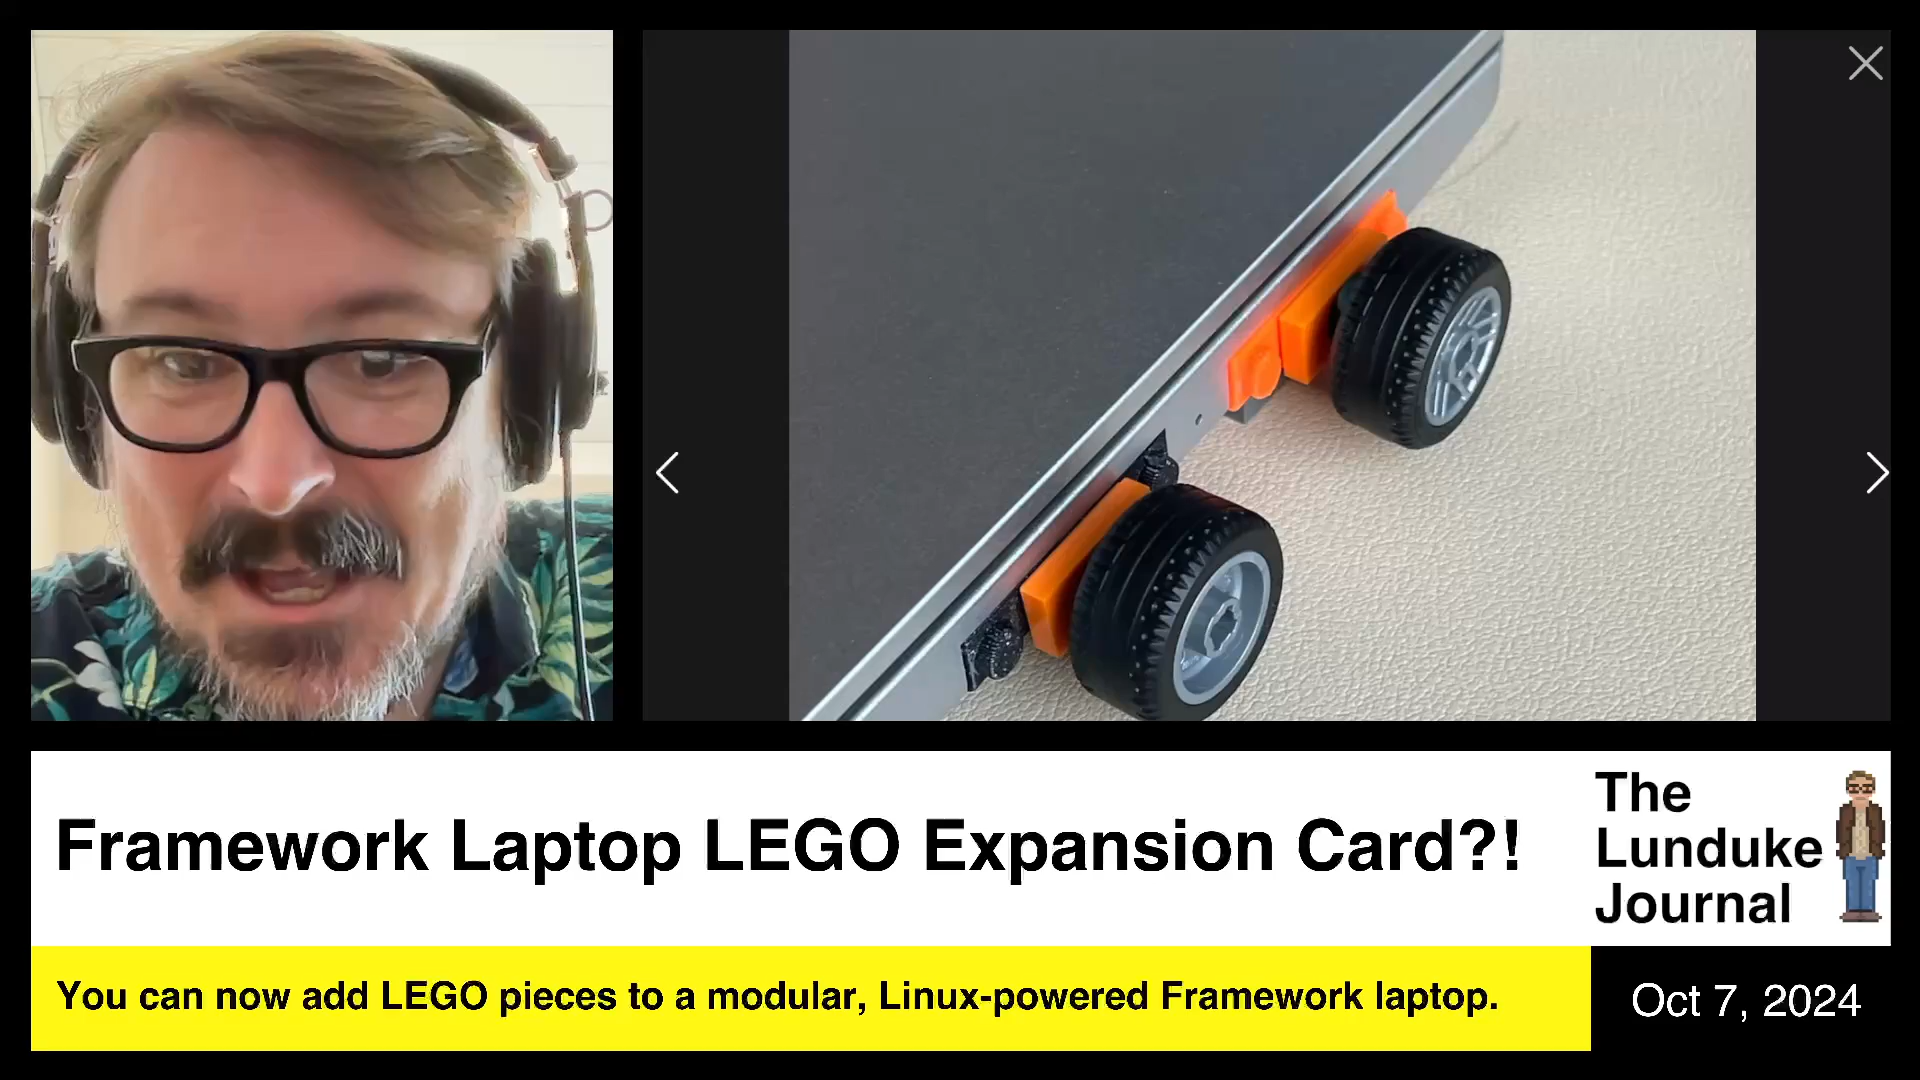 Framework Laptop LEGO Expansion Card?!
The
Lunduke
Journal
You can now add LEGO pieces to a modular, Linux-powered Framework laptop.
Oct 7, 2024